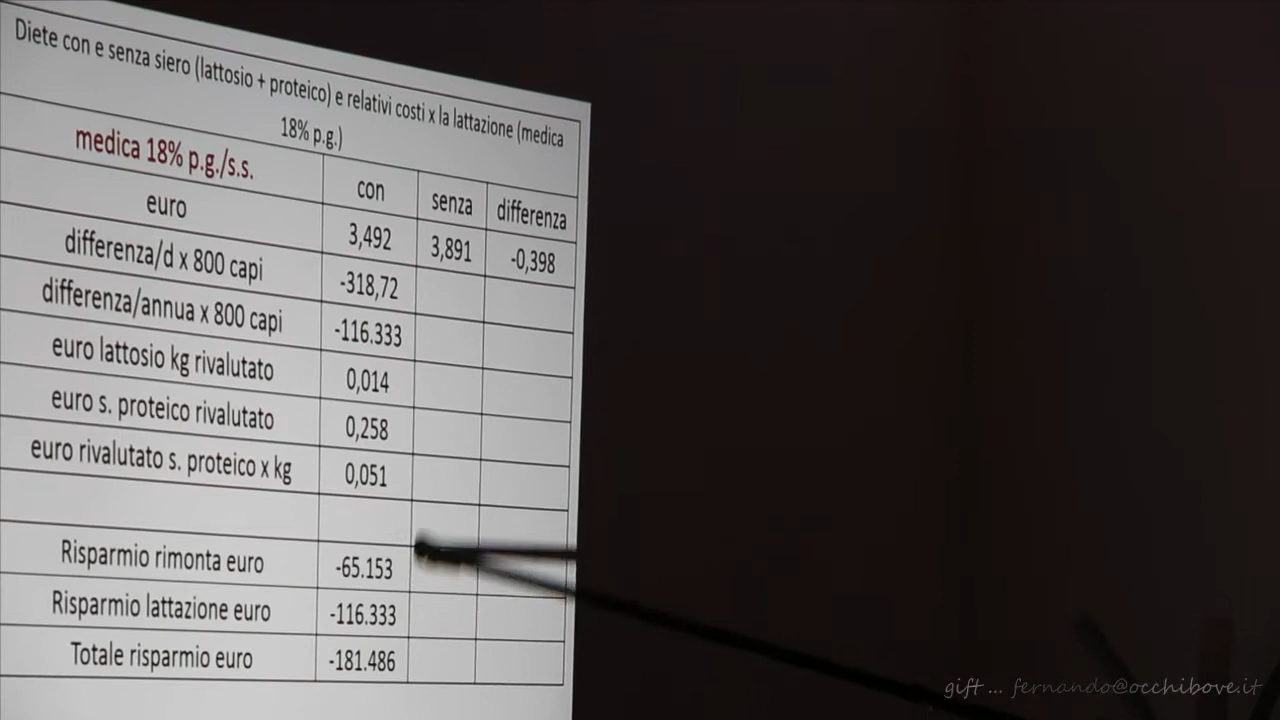 Diete con e senza siero (lattosio + proteico) e relativi costi x la lattazione (medica
18% p.g.)
medica 18% p.g./s.s. con senza differenza
euro 3,492 3,891 -0,398
differenza/d x 800 capi -318,72
differenza/annua x 800 capi -116.333
euro lattosio kg rivalutato 0,014
euro s. proteico rivalutato 0,258
euro rivalutato s. proteico x kg 0,051
Risparmio rimonta euro -65.153
Risparmio lattazione euro -116.333
Totale risparmio euro -181.486
gift ... fernando@occhibove.it